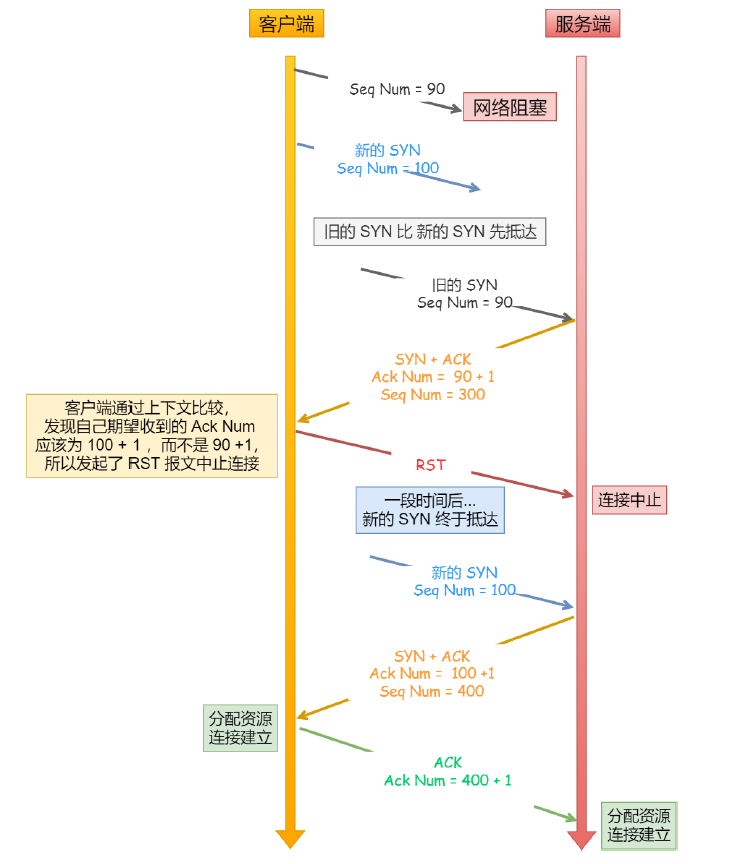 客户端
服务端
Seq Num = 90
网络阻塞
新的 SYN
Seq Num = 100
旧的 SYN 比 新的 SYN 先抵达
旧的 SYN
Seq Num = 90
SYN + ACK
Ack Num = 90 + 1
Seq Num = 300
客户端通过上下文比较，
发现自己期望收到的 Ack Num
应该为 100 + 1 ，而不是 90 +1，
所以发起了 RST 报文中止连接
RST
连接中止
一段时间后...
新的 SYN 终于抵达
新的 SYN
Seq Num = 100
SYN + ACK
Ack Num = 100 +1
Seq Num = 400
分配资源
连接建立
ACK
Ack Num = 400 + 1
分配资源
连接建立